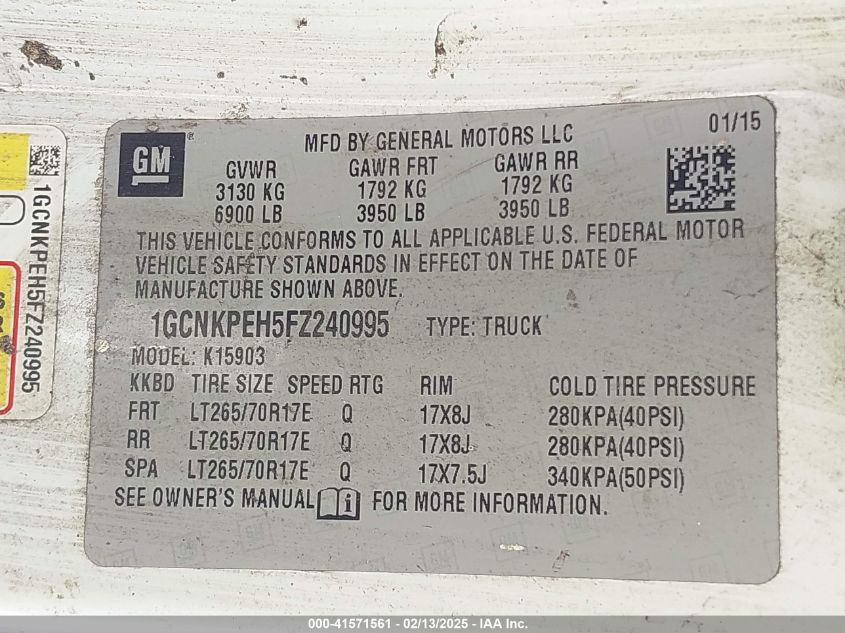 GM®
MFD BY GENERAL MOTORS LLC
01/15
GVWR GAWR FRT GAWR RR
3130 KG 1792 KG 1792 KG
6900 LB 3950 LB 3950 LB
THIS VEHICLE CONFORMS TO ALL APPLICABLE U.S. FEDERAL MOTOR
VEHICLE SAFETY STANDARDS IN EFFECT ON THE DATE OF
MANUFACTURE SHOWN ABOVE.
1GCNKPEH5FZ240995 TYPE: TRUCK
MODEL: K15903
KKBD TIRE SIZE SPEED RTG RIM COLD TIRE PRESSURE
FRT LT265/70R17E Q 17X8J 280KPA(40PSI)
RR LT265/70R17E Q 17X8J 280KPA(40PSI)
SPA LT265/70R17E Q 17X7.5J 340KPA(50PSI)
SEE OWNER'S MANUAL i FOR MORE INFORMATION.
1GCNKPEH5FZ240995
000-41571561 - 02/13/2025 - IAA Inc.